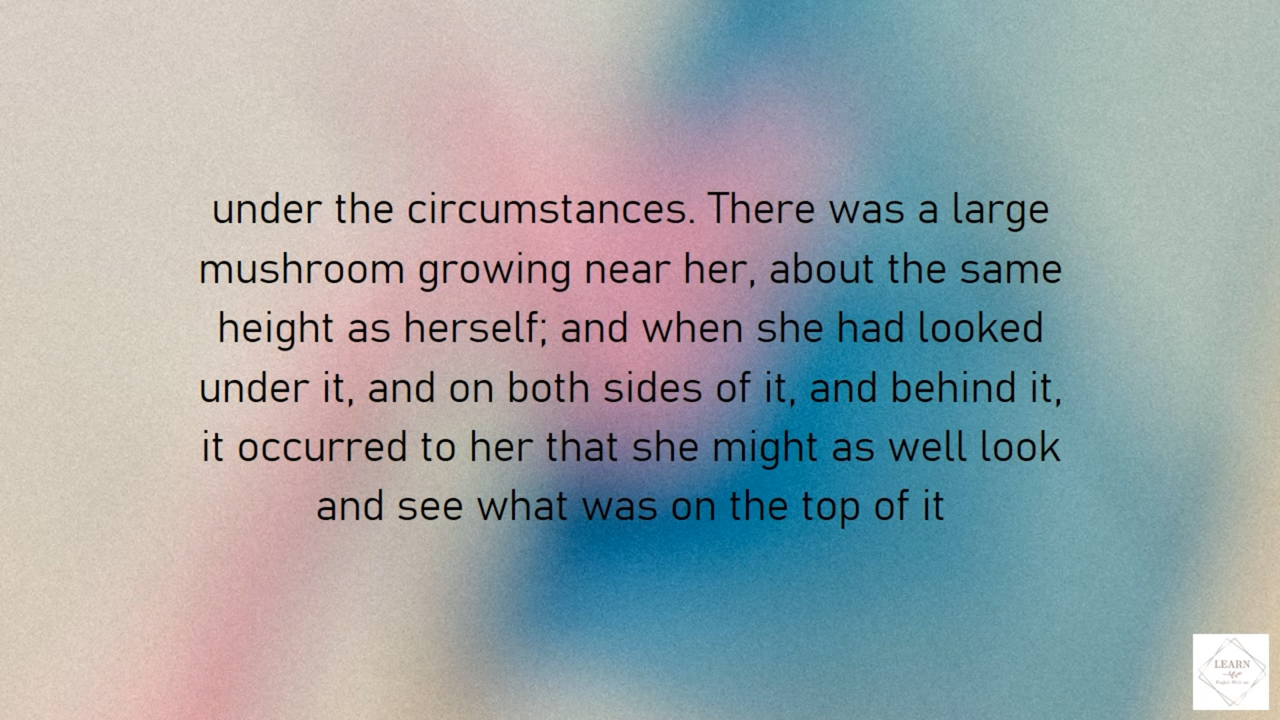 under the circumstances. There was a large
mushroom growing near her, about the same
height as herself; and when she had looked
under it, and on both sides of it, and behind it,
it occurred to her that she might as well look
and see what was on the top of it
LEARN